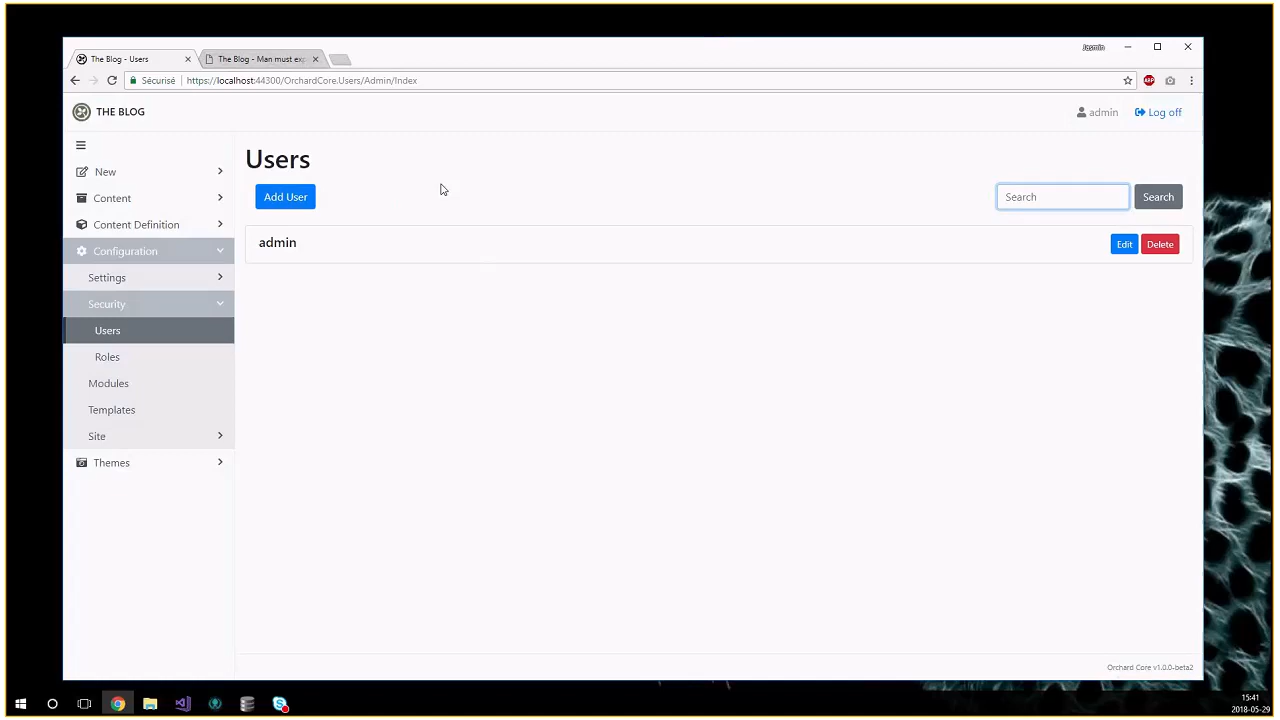 Jasmin
The Blog - Users
The Blog - Man must exp
Sécurisé
https://localhost:44300/OrchardCore.Users/Admin/Index
ABP
THE BLOG
admin
Log off
New
Content
Content Definition
Configuration
Settings
Security
Users
Roles
Modules
Templates
Site
Themes
Users
Add User
Search
Search
admin
Edit
Delete
Orchard Core v1.0.0-beta2
15:41
2018-05-29